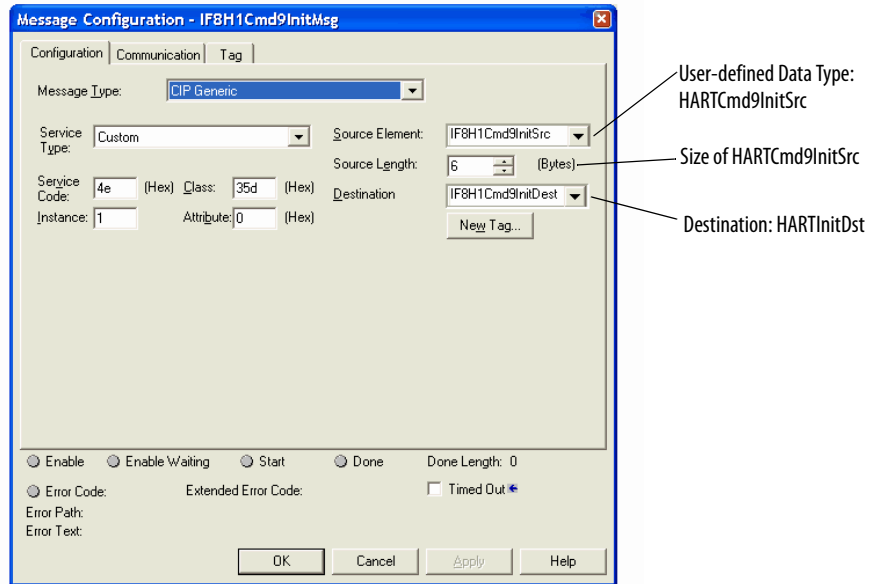 Message Configuration - IF8H1Cmd9InitMsg
Configuration Communication Tag
Message Type: CIP Generic
Service Type: Custom
Source Element: IF8H1Cmd9InitSrc
Source Length: 6 (Bytes)
Service Code: 4e (Hex) Class: 35d (Hex)
Destination IF8H1Cmd9InitDest
Instance: 1 Attribute: 0 (Hex)
New Tag...
User-defined Data Type:
HARTCmd9InitSrc
Size of HARTCmd9InitSrc
Destination: HARTInitDst
Enable Enable Waiting Start Done Done Length: 0
Error Code: Extended Error Code: Timed Out
Error Path:
Error Text:
OK Cancel Apply Help